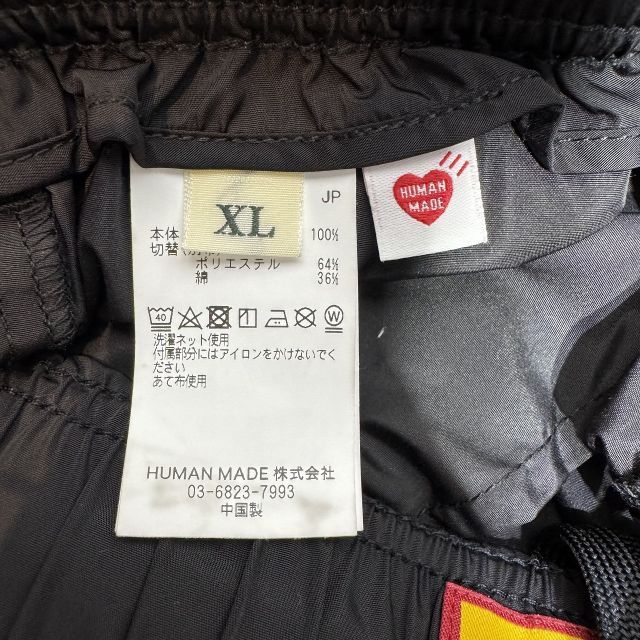 XL
JP
本体 100%
切替
ポリエステル 64%
綿 36%
40
W
洗濯ネット使用
付属部分にはアイロンをかけないでく
ださい
あて布使用
HUMAN MADE 株式会社
03-6823-7993
中国製
HUMAN
MADE